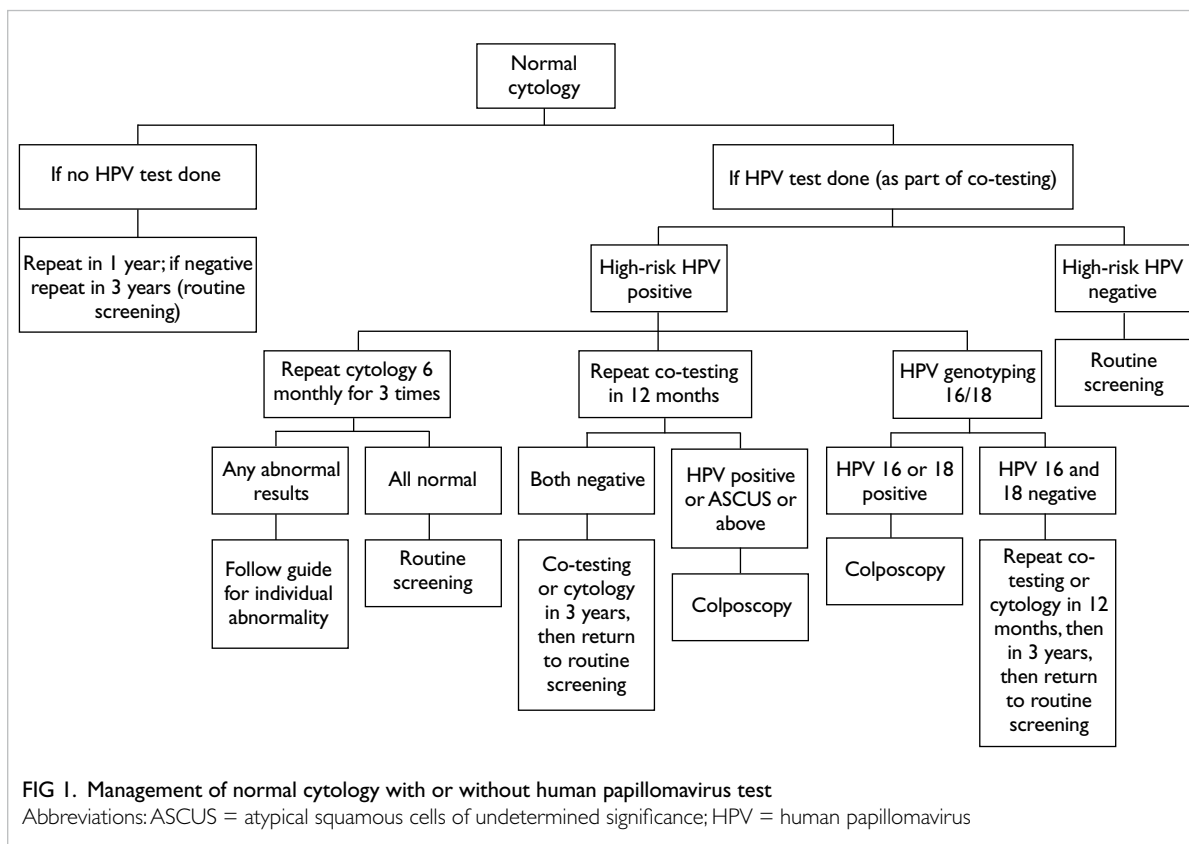 Normal
cytology
If no HPV test done
If HPV test done (as part of co-testing)
Repeat in 1 year; if negative
repeat in 3 years (routine
screening)
High-risk HPV
positive
High-risk HPV
negative
Repeat cytology 6
monthly for 3 times
Repeat co-testing
in 12 months
HPV genotyping
16/18
Routine
screening
Any abnormal
results
All normal
Both negative
HPV positive
or ASCUS or
above
HPV 16 or 18
positive
HPV 16 and
18 negative
Follow guide
for individual
abnormality
Routine
screening
Co-testing
or cytology
in 3 years,
then return
to routine
screening
Colposcopy
Colposcopy
Repeat co-
testing or
cytology in 12
months, then
in 3 years,
then return
to routine
screening
FIG 1. Management of normal cytology with or without human papillomavirus test
Abbreviations: ASCUS = atypical squamous cells of undetermined significance; HPV = human papillomavirus